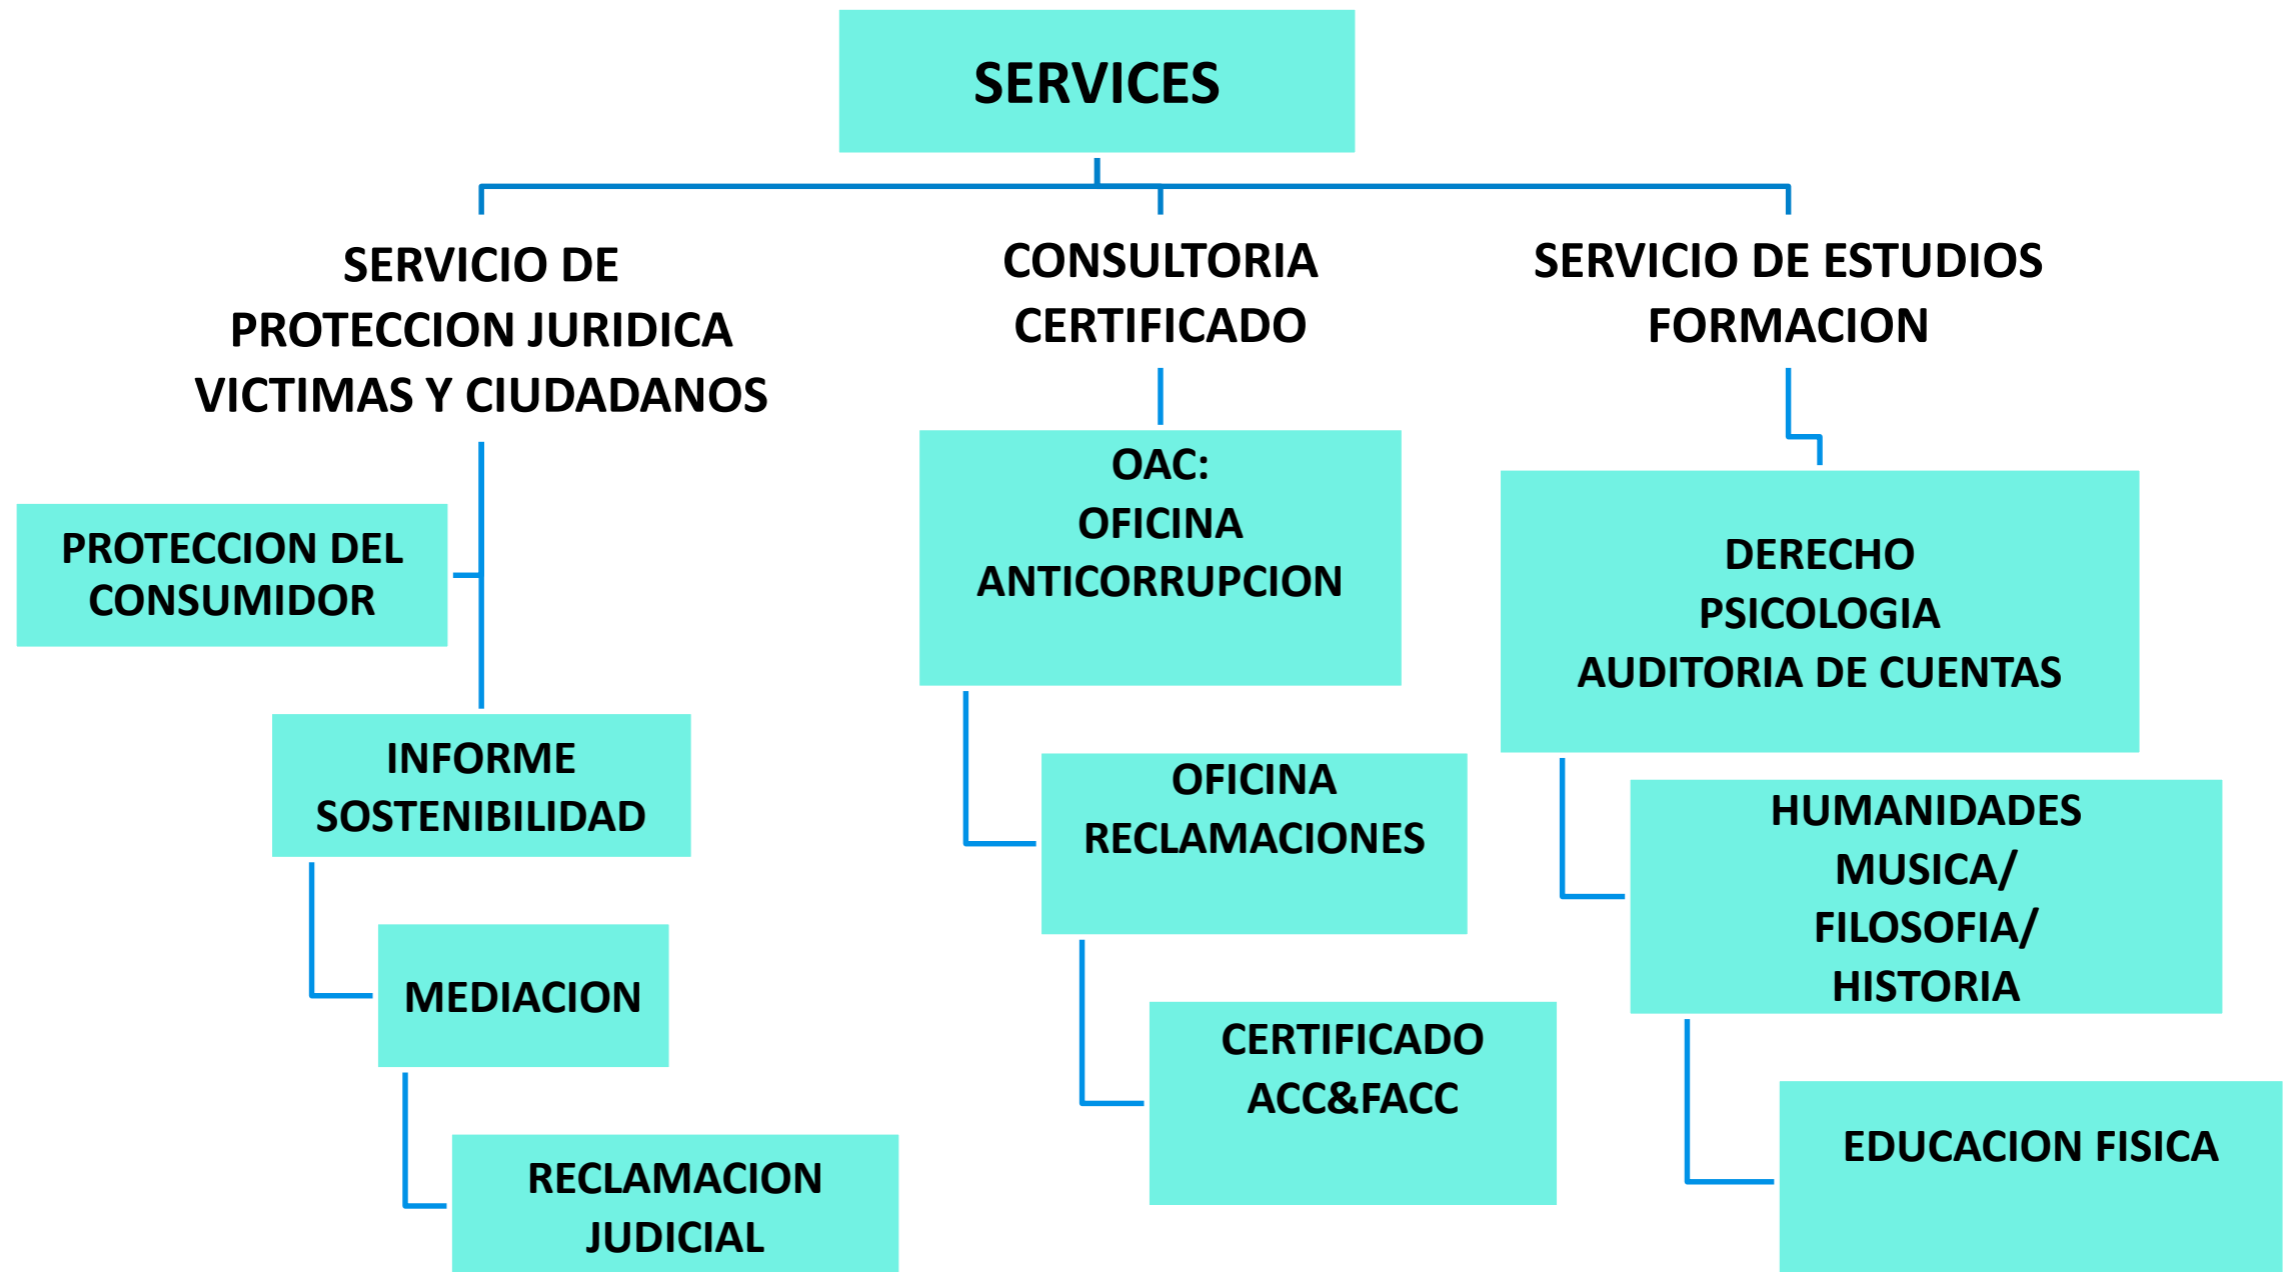 SERVICES
SERVICIO DE
PROTECCION JURIDICA
VICTIMAS Y CIUDADANOS
PROTECCION DEL
CONSUMIDOR
INFORME
SOSTENIBILIDAD
MEDIACION
RECLAMACION
JUDICIAL
CONSULTORIA
CERTIFICADO
OAC:
OFICINA
ANTICORRUPCION
OFICINA
RECLAMACIONES
CERTIFICADO
ACC&FACC
SERVICIO DE ESTUDIOS
FORMACION
DERECHO
PSICOLOGIA
AUDITORIA DE CUENTAS
HUMANIDADES
MUSICA/
FILOSOFIA/
HISTORIA
EDUCACION FISICA